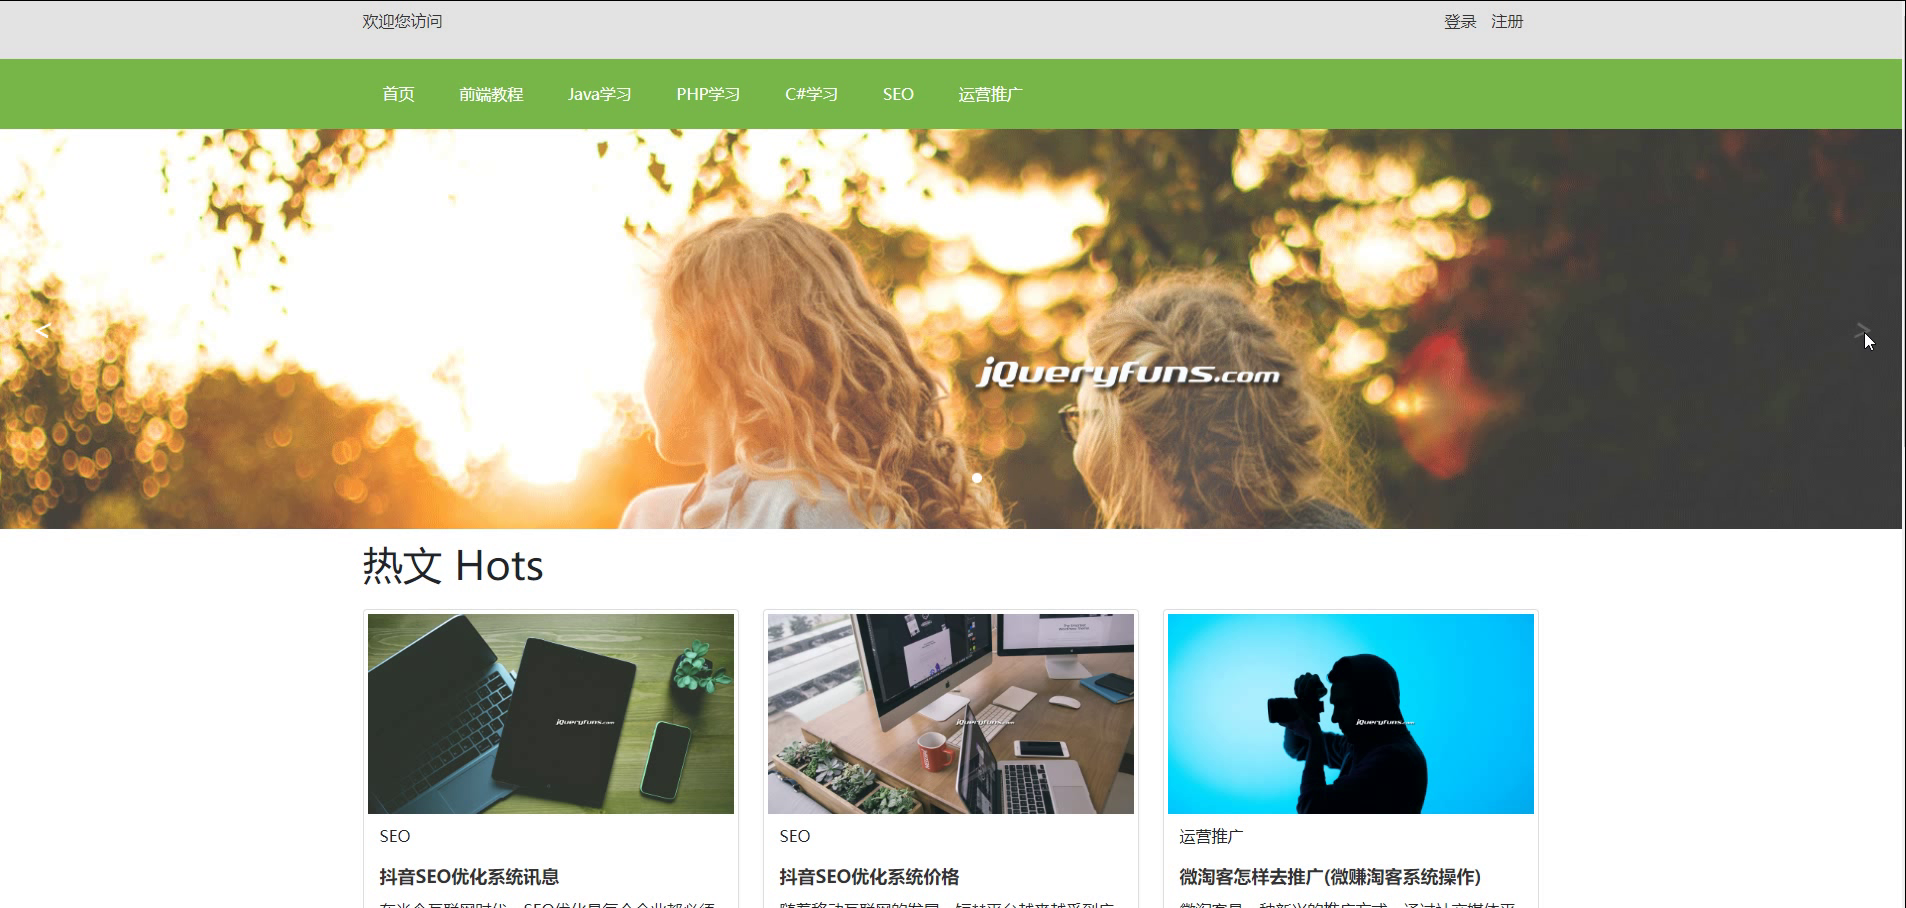 欢迎您访问
登录 注册
首页 前端教程 Java学习 PHP学习 C#学习 SEO 运营推广
<
>
jQueryfuns.com
热文 Hots
jQueryfuns.com
jQueryfuns.com
jQueryfuns.com
SEO
SEO
运营推广
抖音SEO优化系统讯息
抖音SEO优化系统价格
微淘客怎样去推广(微赚淘客系统操作)